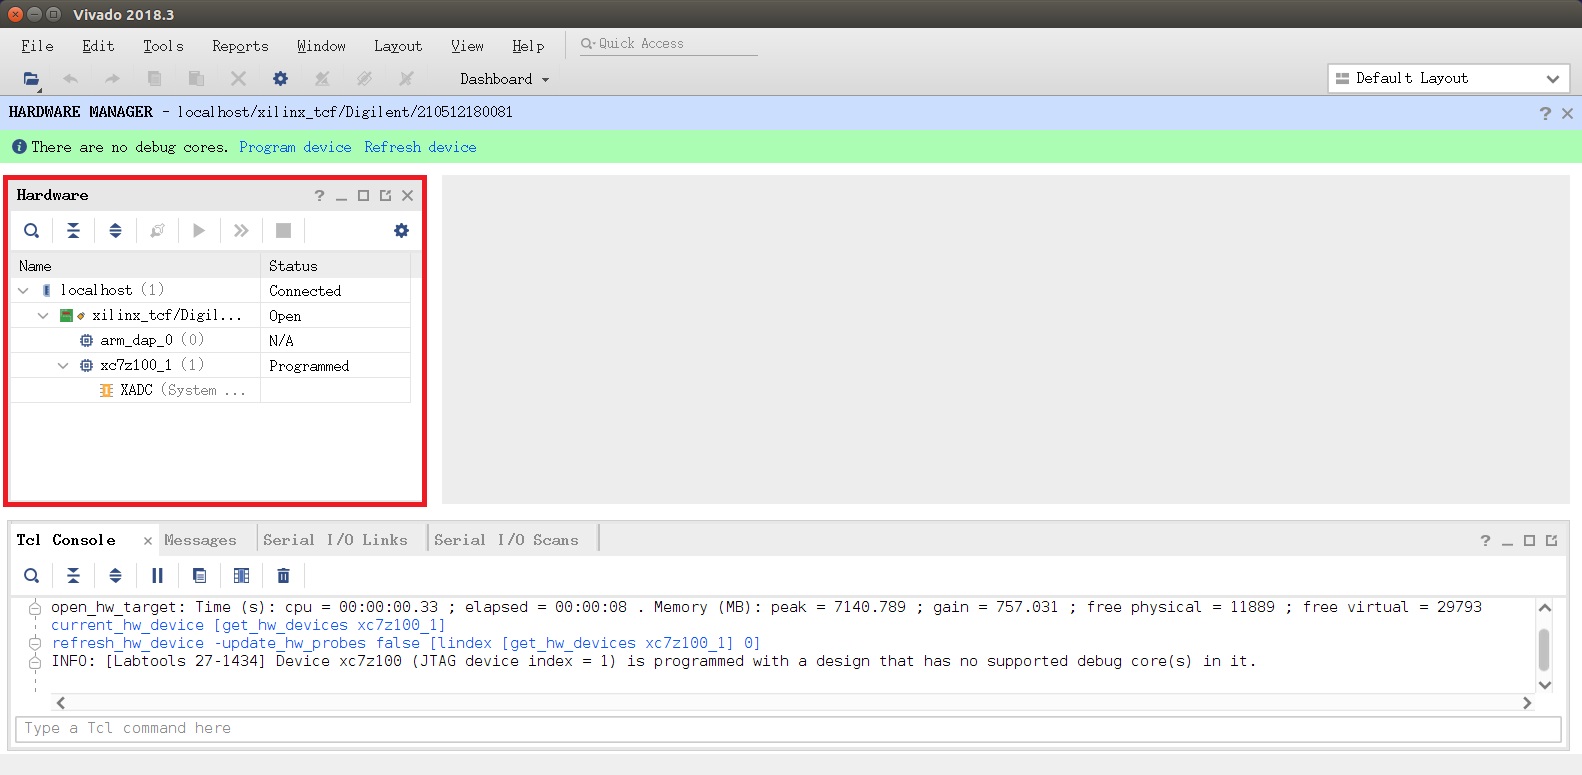 Vivado 2018.3
File Edit Tools Reports Window Layout View Help Quick Access
Dashboard Default Layout
HARDWARE MANAGER - localhost/xilinx_tcf/Digilent/210512180081
There are no debug cores. Program device Refresh device
Hardware
Name Status
localhost (1) Connected
xilinx_tcf/Digil... Open
arm_dap_0 (0) N/A
xc7z100_1 (1) Programmed
XADC (System ...
Tcl Console Messages Serial I/O Links Serial I/O Scans
open_hw_target: Time (s): cpu = 00:00:00.33 ; elapsed = 00:00:08 . Memory (MB): peak = 7140.789 ; gain = 757.031 ; free physical = 11889 ; free virtual = 29793
current_hw_device [get_hw_devices xc7z100_1]
refresh_hw_device -update_hw_probes false [lindex [get_hw_devices xc7z100_1] 0]
INFO: [Labtools 27-1434] Device xc7z100 (JTAG device index = 1) is programmed with a design that has no supported debug core(s) in it.
Type a Tcl command here